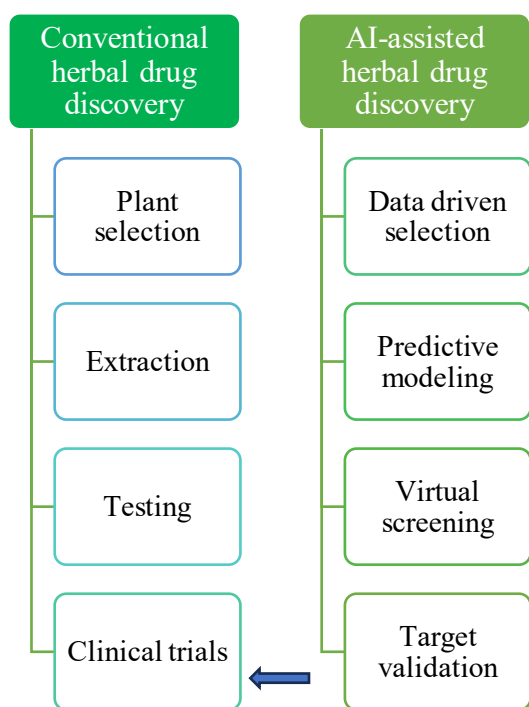 Conventional
herbal drug
discovery
Plant
selection
Extraction
Testing
Clinical trials
AI-assisted
herbal drug
discovery
Data driven
selection
Predictive
modeling
Virtual
screening
Target
validation